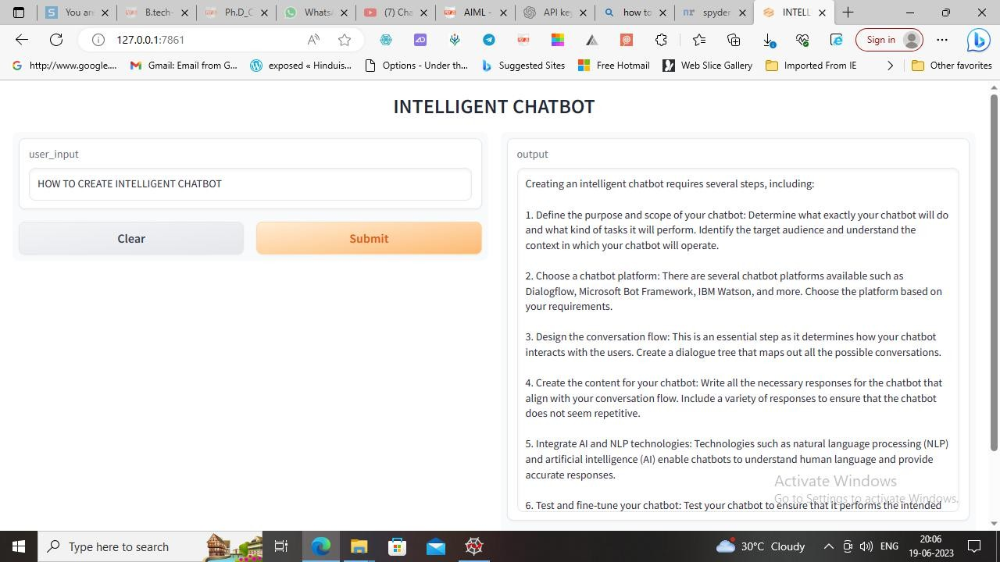 You are
B.tech-
Ph.D_C
WhatsA
(7) Cha
AIML -
API key
how to
spyder
INTELL
127.0.0.1:7861
Sign in
http://www.google....
Gmail: Email from G...
exposed « Hinduis...
Options - Under th...
Suggested Sites
Free Hotmail
Web Slice Gallery
Imported From IE
Other favorites
INTELLIGENT CHATBOT
user_input
HOW TO CREATE INTELLIGENT CHATBOT
Clear
Submit
output
Creating an intelligent chatbot requires several steps, including:
1. Define the purpose and scope of your chatbot: Determine what exactly your chatbot will do
and what kind of tasks it will perform. Identify the target audience and understand the
context in which your chatbot will operate.
2. Choose a chatbot platform: There are several chatbot platforms available such as
Dialogflow, Microsoft Bot Framework, IBM Watson, and more. Choose the platform based on
your requirements.
3. Design the conversation flow: This is an essential step as it determines how your chatbot
interacts with the users. Create a dialogue tree that maps out all the possible conversations.
4. Create the content for your chatbot: Write all the necessary responses for the chatbot that
align with your conversation flow. Include a variety of responses to ensure that the chatbot
does not seem repetitive.
5. Integrate AI and NLP technologies: Technologies such as natural language processing (NLP)
and artificial intelligence (AI) enable chatbots to understand human language and provide
accurate responses.
6. Test and fine-tune your chatbot: Test your chatbot to ensure that it performs the intended
Activate Windows
Go to Settings to activate Windows.
Type here to search
30°C Cloudy
ENG
20:06
19-06-2023